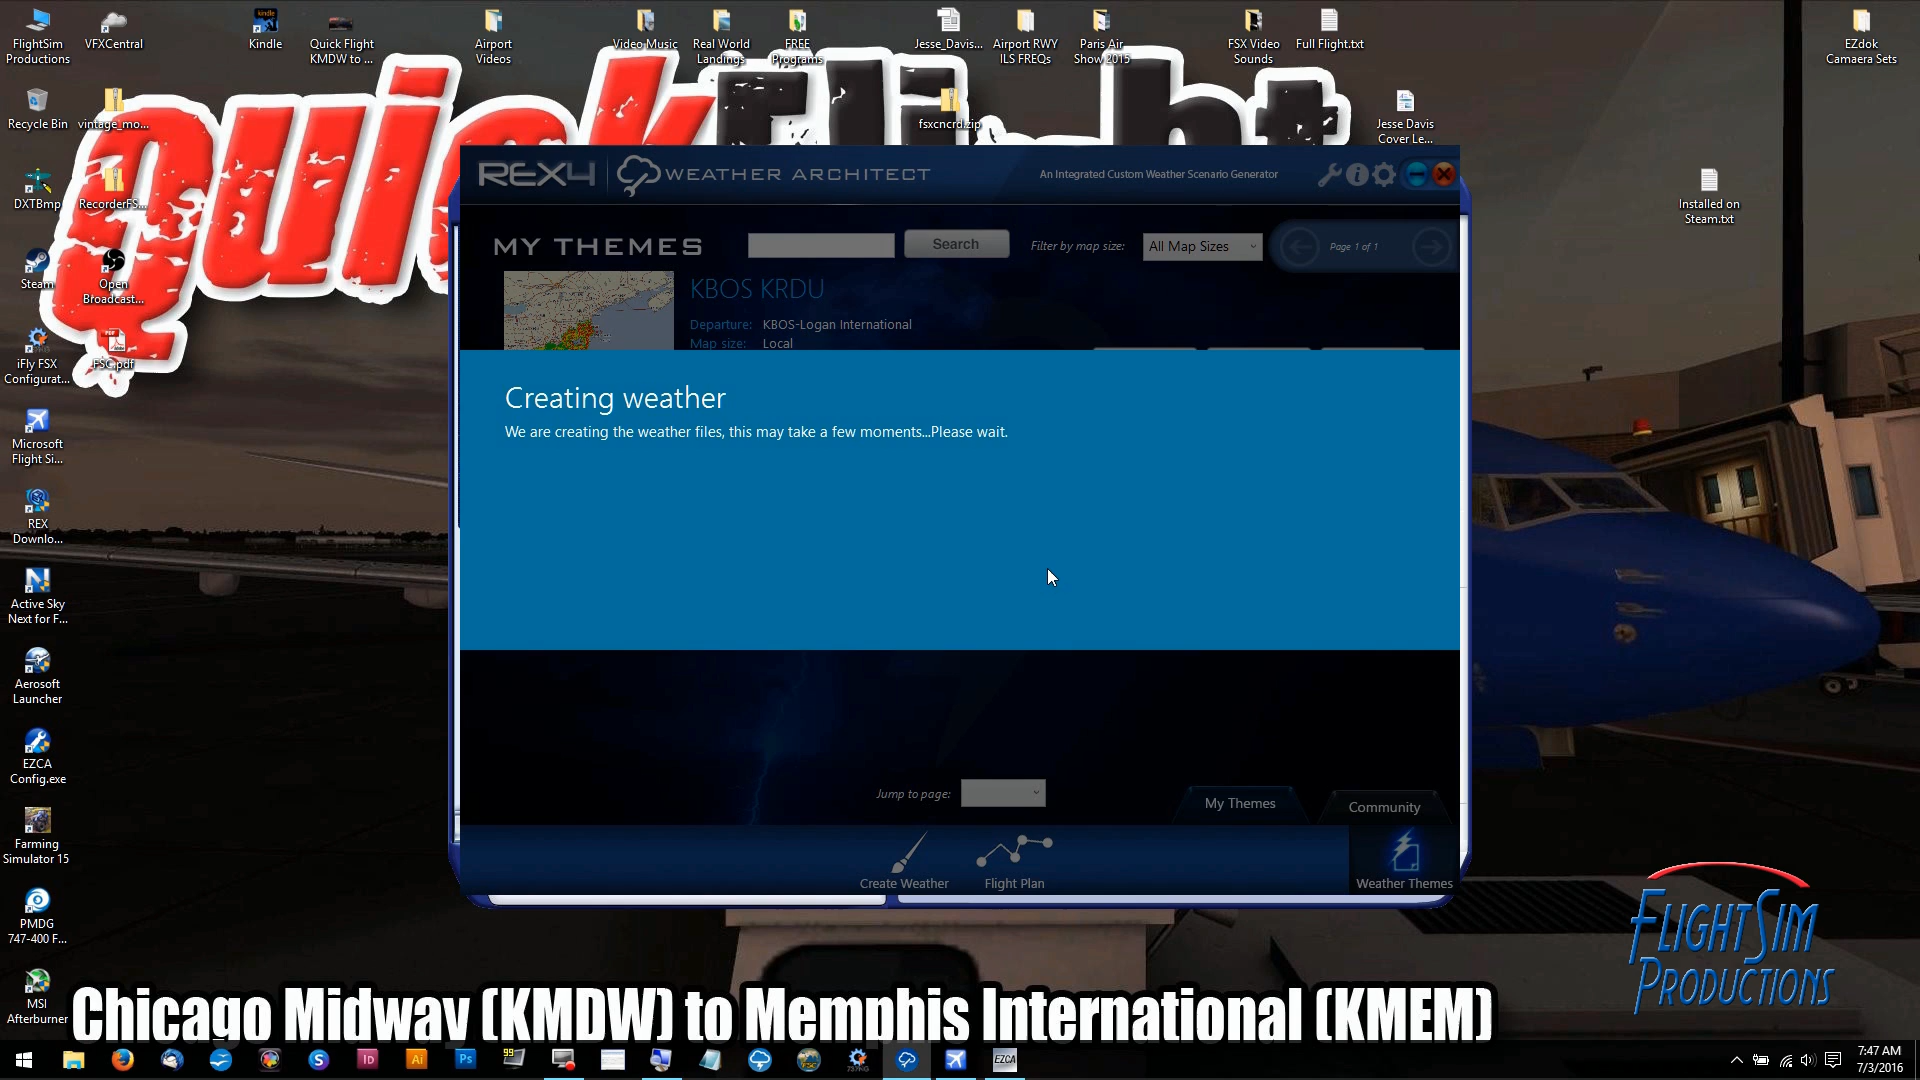 FlightSim
Productions
VFXCentral
Kindle
Quick Flight
KMDW to ...
Airport
Videos
Video Music
Real World
Landings
FREE
Programs
Jesse_Davis...
Airport RWY
ILS FREQs
Paris Air
Show 2015
FSX Video
Sounds
Full Flight.txt
EZdok
Camaera Sets
Quick Flight
Recycle Bin
vintage_mo...
fsxcncrd.zip
Jesse Davis
Cover Le...
DXTBmp
RecorderFS...
Installed on
Steam.txt
Steam
Open
Broadcast...
iFly FSX
Configurat...
FSC.pdf
Microsoft
Flight Si...
REX
Downlo...
Active Sky
Next for F...
Aerosoft
Launcher
EZCA
Config.exe
Farming
Simulator 15
PMDG
747-400 F...
MSI
Afterburner
REX4 WEATHER ARCHITECT
An Integrated Custom Weather Scenario Generator
MY THEMES
Search
Filter by map size:
All Map Sizes
Page 1 of 1
KBOS KRDU
Departure: KBOS-Logan International
Map size: Local
Creating weather
We are creating the weather files, this may take a few moments...Please wait.
Jump to page:
My Themes
Community
Create Weather
Flight Plan
Weather Themes
FlightSim
Productions
Chicago Midway (KMDW) to Memphis International (KMEM)
Id
Ai
Ps
99
EZCA
7:47 AM
7/3/2016